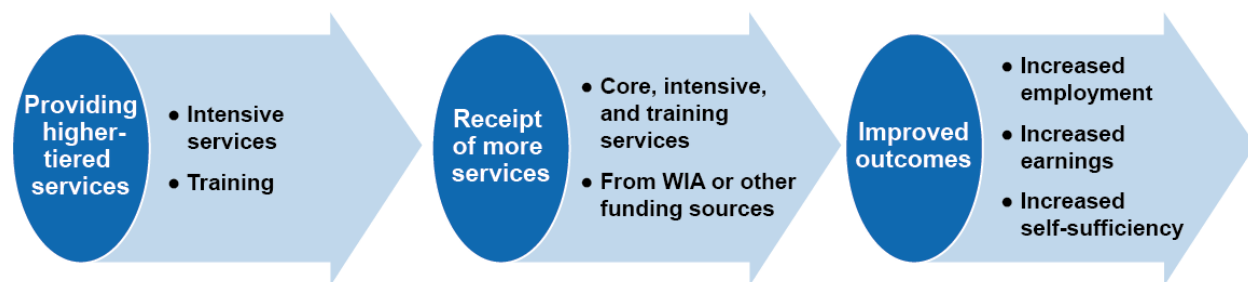 Providing
higher-
tiered
services
● Intensive
services
● Training
Receipt
of more
services
● Core, intensive,
and training
services
● From WIA or other
funding sources
Improved
outcomes
● Increased
employment
● Increased
earnings
● Increased
self-sufficiency